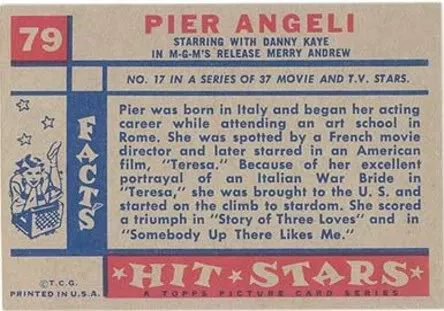 79
PIER ANGELI
STARRING WITH DANNY KAYE
IN M-G-M'S RELEASE MERRY ANDREW
NO. 17 IN A SERIES OF 37 MOVIE AND T.V. STARS.
FACTS
Pier was born in Italy and began her acting
career while attending an art school in
Rome. She was spotted by a French movie
director and later starred in an American
film, "Teresa." Because of her excellent
portrayal of an Italian War Bride in
"Teresa," she was brought to the U. S. and
started on the climb to stardom. She scored
a triumph in "Story of Three Loves" and in
"Somebody Up There Likes Me."
©T.C.G.
PRINTED IN U.S.A.
HIT STARS
A TOPPS PICTURE CARD SERIES